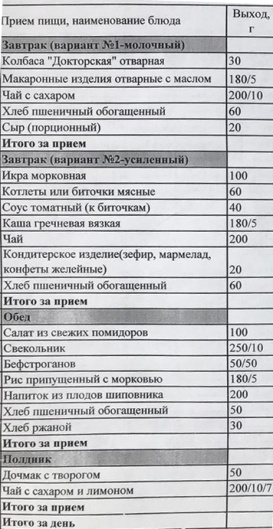 Прием пищи, наименование блюда Выход, г
Завтрак (вариант №1-молочный)
Колбаса "Докторская" отварная 30
Макаронные изделия отварные с маслом 180/5
Чай с сахаром 200/10
Хлеб пшеничный обогащенный 60
Сыр (порционный) 20
Итого за прием
Завтрак (вариант №2-усиленный)
Икра морковная 100
Котлеты или биточки мясные 60
Соус томатный (к биточкам) 40
Каша гречневая вязкая 180/5
Чай 200
Кондитерское изделие(зефир, мармелад,
конфеты желейные) 20
Хлеб пшеничный обогащенный 60
Итого за прием
Обед
Салат из свежих помидоров 100
Свекольник 250/10
Бефстроганов 50/50
Рис припущенный с морковью 180/5
Напиток из плодов шиповника 200
Хлеб пшеничный обогащенный 50
Хлеб ржаной 30
Итого за прием
Полдник
Дочмак с творогом 50
Чай с сахаром и лимоном 200/10/7
Итого за прием
Итого за день